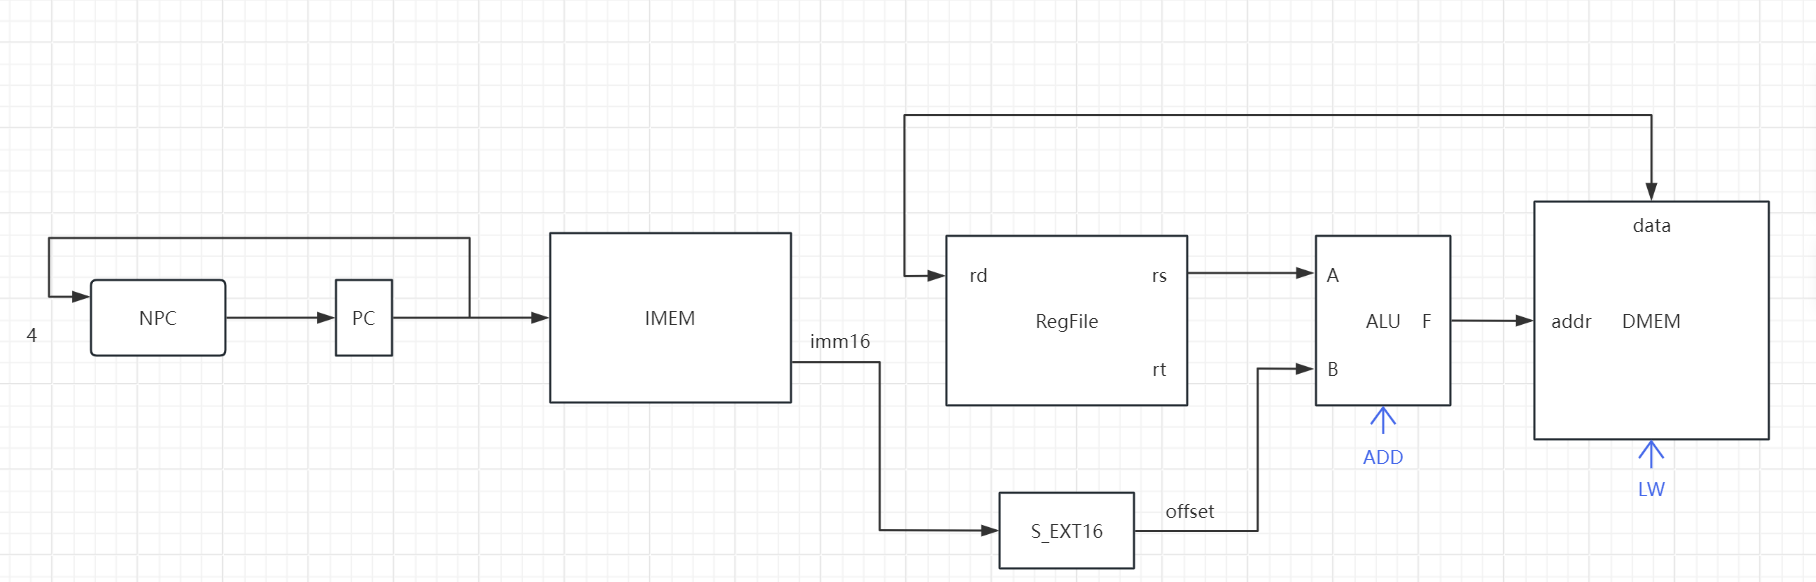 4
NPC
PC
IMEM
imm16
rd
rs
RegFile
rt
S_EXT16
offset
A
ALU
F
B
ADD
data
addr
DMEM
LW